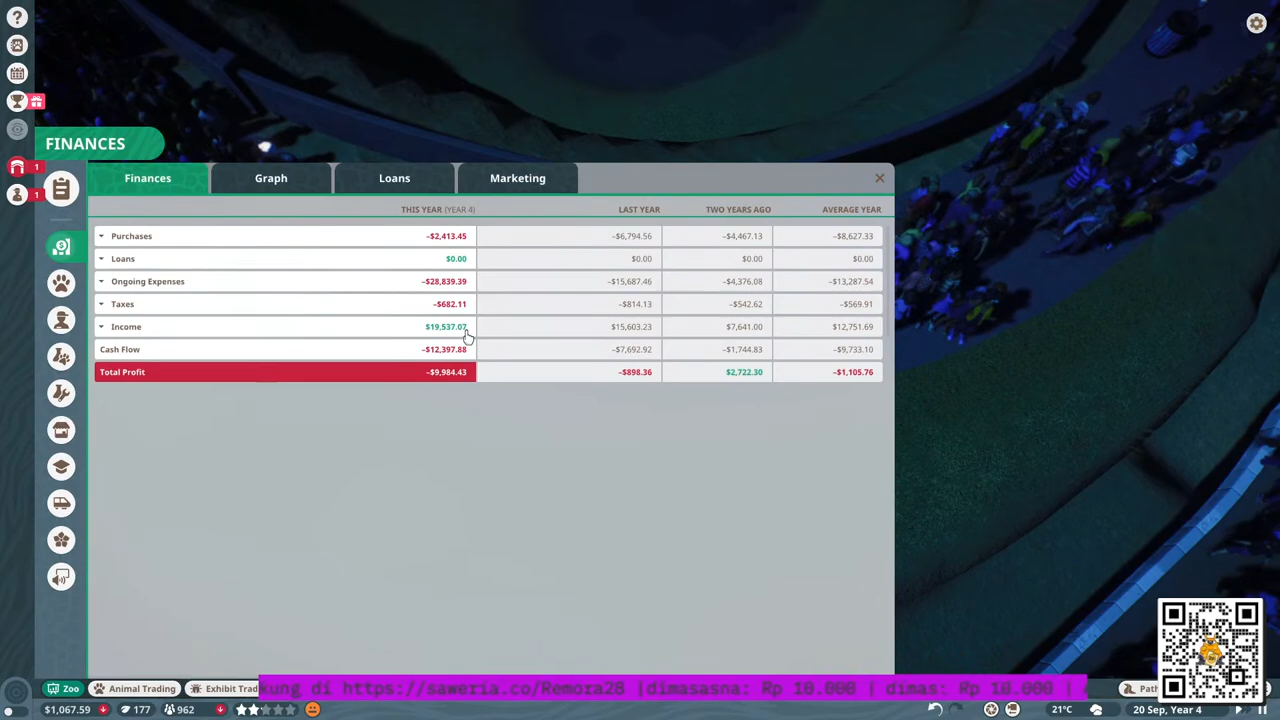 FINANCES
1
1
Finances Graph Loans Marketing
THIS YEAR (YEAR 4) LAST YEAR TWO YEARS AGO AVERAGE YEAR
Purchases –$2,413.45 –$6,794.56 –$4,467.13 –$8,627.33
Loans $0.00 $0.00 $0.00 $0.00
Ongoing Expenses –$28,839.39 –$15,687.46 –$4,376.08 –$13,287.54
Taxes –$682.11 –$814.13 –$542.62 –$569.91
Income $19,537.07 $15,603.23 $7,641.00 $12,751.69
Cash Flow –$12,397.88 –$7,692.92 –$1,744.83 –$9,733.10
Total Profit –$9,984.43 –$898.36 $2,722.30 –$1,105.76
Zoo Animal Trading Exhibit Trad Path
kung di https://saweria.co/Remora28 |dimasasna: Rp 10.000 | dimas: Rp 10.000 |
$1,067.59 177 962 21°C 20 Sep, Year 4